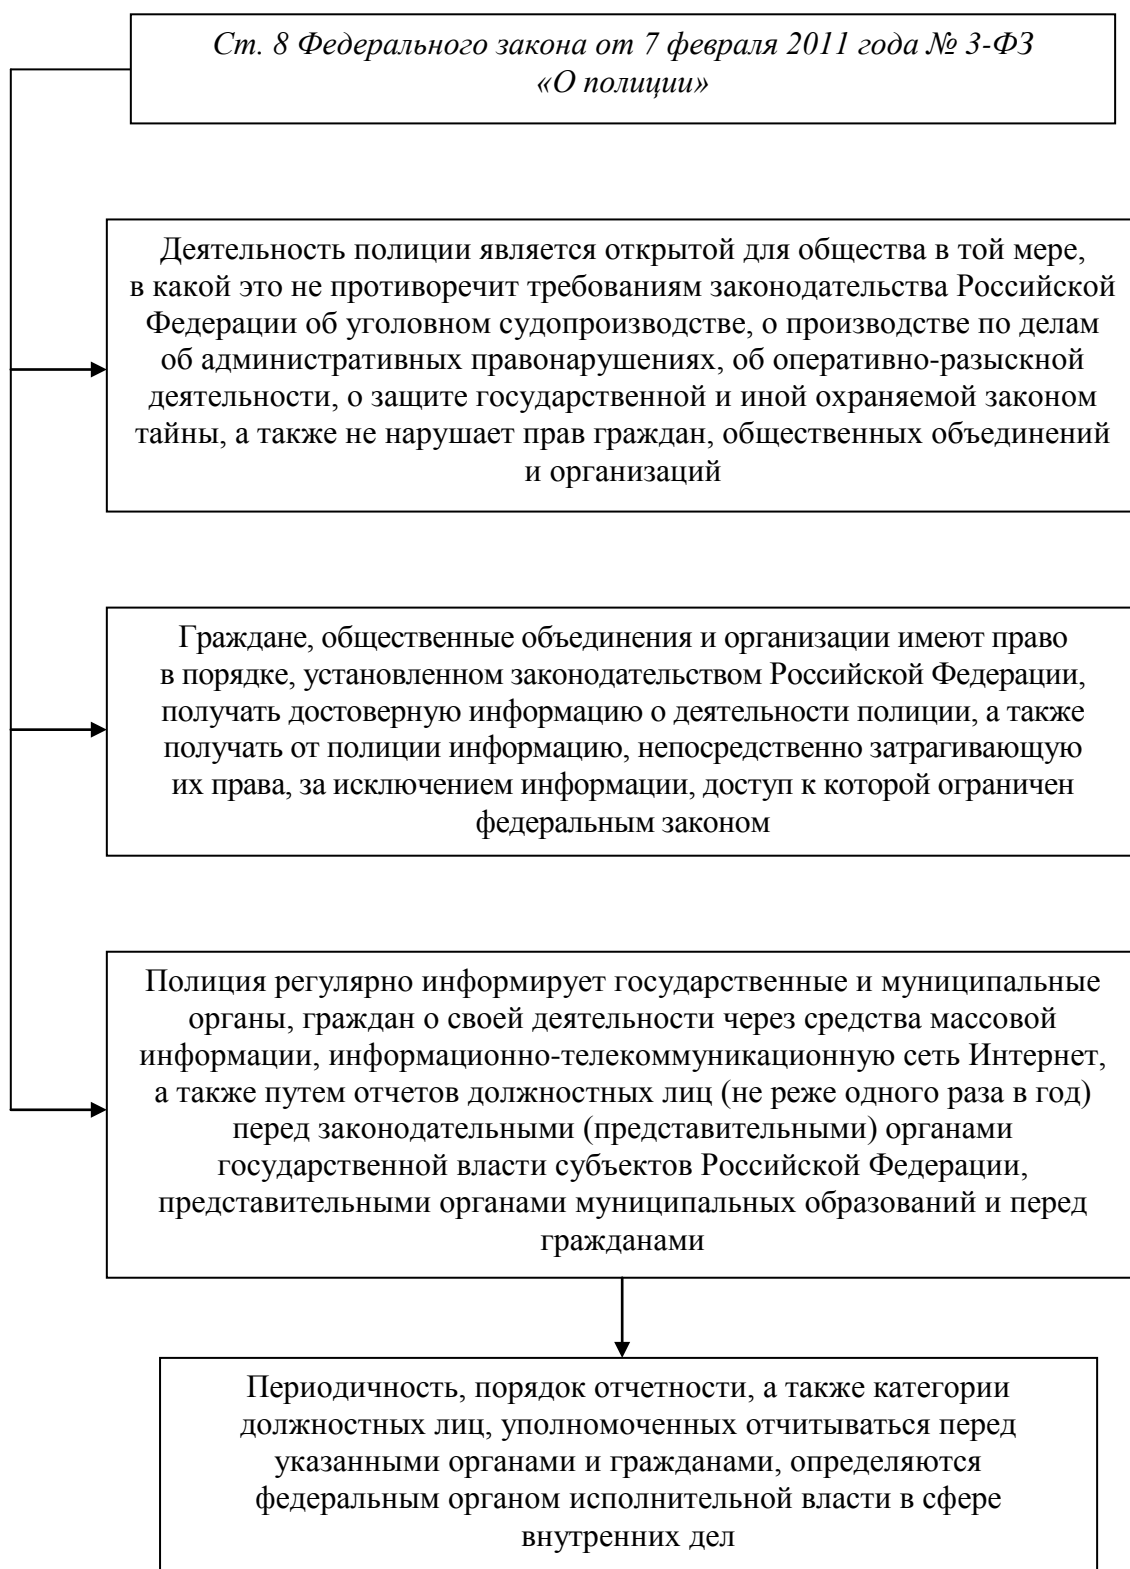 Ст. 8 Федерального закона от 7 февраля 2011 года № 3-ФЗ
«О полиции»
Деятельность полиции является открытой для общества в той мере,
в какой это не противоречит требованиям законодательства Российской
Федерации об уголовном судопроизводстве, о производстве по делам
об административных правонарушениях, об оперативно-разыскной
деятельности, о защите государственной и иной охраняемой законом
тайны, а также не нарушает прав граждан, общественных объединений
и организаций
Граждане, общественные объединения и организации имеют право
в порядке, установленном законодательством Российской Федерации,
получать достоверную информацию о деятельности полиции, а также
получать от полиции информацию, непосредственно затрагивающую
их права, за исключением информации, доступ к которой ограничен
федеральным законом
Полиция регулярно информирует государственные и муниципальные
органы, граждан о своей деятельности через средства массовой
информации, информационно-телекоммуникационную сеть Интернет,
а также путем отчетов должностных лиц (не реже одного раза в год)
перед законодательными (представительными) органами
государственной власти субъектов Российской Федерации,
представительными органами муниципальных образований и перед
гражданами
Периодичность, порядок отчетности, а также категории
должностных лиц, уполномоченных отчитываться перед
указанными органами и гражданами, определяются
федеральным органом исполнительной власти в сфере
внутренних дел